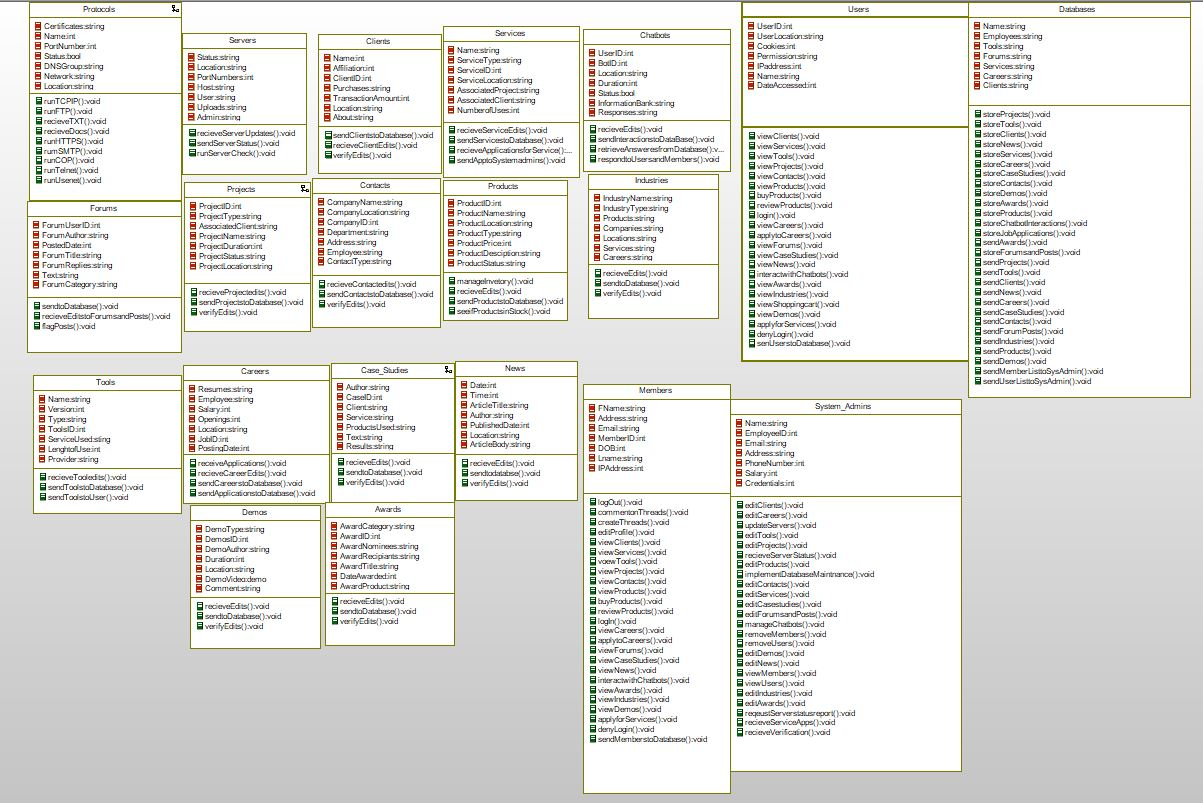 Protocols
Certificates:string
Name:int
PortNumber:int
Status:bool
DNSGroup:string
Network:string
Location:string
runTCPIP():void
runFTP():void
recieveTXT():void
recieveDocs():void
runHTTPS():void
runSMTP():void
runCOP():void
runTelnet():void
runUsenet():void
Servers
Status:string
Location:string
PortNumbers:int
Host:string
User:string
Uploads:string
Admin:string
recieveServerUpdates():void
sendServerStatus():void
runServerCheck():void
Clients
Name:int
Affiliation:int
ClientID:int
Purchases:string
TransactionAmount:int
Location:string
About:string
sendClientstoDatabase():void
recieveClientEdits():void
verifyEdits():void
Services
Name:string
ServiceType:string
ServiceID:int
ServiceLocation:string
AssociatedProject:string
AssociatedClient:string
NumberofUses:int
recieveServiceEdits():void
sendServicestoDatabase():void
recieveApplicationsforService():...
sendApptoSystemadmins():void
Chatbots
UserID:int
BotID:int
Location:string
Duration:int
Status:bool
InformationBank:string
Responses:string
recieveEdits():void
sendInteractionstoDataBase():void
retrieveAnsweresfromDatabase():v...
respondtoUsersandMembers():void
Users
UserID:int
UserLocation:string
Cookies:int
Permission:string
IPaddress:int
Name:string
DateAccessed:int
viewClients():void
viewServices():void
viewTools():void
viewProjects():void
viewContacts():void
viewProducts():void
buyProducts():void
reviewProducts():void
login():void
viewCareers():void
applytoCareers():void
viewForums():void
viewCaseStudies():void
viewNews():void
interactwithChatbots():void
viewAwards():void
viewIndustries():void
viewShoppingcart():void
viewDemos():void
applyforServices():void
denyLogin():void
senUserstoDatabase():void
Databases
Name:string
Employees:string
Tools:string
Forums:string
Services:string
Careers:string
Clients:string
storeProjects():void
storeTools():void
storeClients():void
storeNews():void
storeServices():void
storeCareers():void
storeCaseStudies():void
storeContacts():void
storeDemos():void
storeAwards():void
storeProducts():void
storeChatbotInteractions():void
storeJobApplications():void
sendAwards():void
storeForumsandPosts():void
sendProjects():void
sendTools():void
sendClients():void
sendNews():void
sendCareers():void
sendCaseStudies():void
sendContacts():void
sendForumPosts():void
sendIndustries():void
sendProducts():void
sendDemos():void
sendMemberListtoSysAdmin():void
sendUserListtoSysAdmin():void
Forums
ForumUserID:int
ForumAuthor:string
PostedDate:int
ForumTitle:string
ForumReplies:string
Text:string
ForumCategory:string
sendtoDatabase():void
recieveEditstoForumsandPosts():void
flagPosts():void
Projects
ProjectID:int
ProjectType:string
AssociatedClient:string
ProjectName:string
ProjectDuration:int
ProjectStatus:string
ProjectLocation:string
recieveProjectedits():void
sendProjectstoDatabase():void
verifyEdits():void
Contacts
CompanyName:string
CompanyLocation:string
CompanyID:int
Department:string
Address:string
Employee:string
ContactType:string
recieveContactedits():void
sendContactstoDatabase():void
verifyEdits():void
Products
ProductID:int
ProductName:string
ProductLocation:string
ProductType:string
ProductPrice:int
ProductDesciption:string
ProductStatus:string
manageInvetory():void
recieveEdits():void
sendProductstoDatabase():void
seeifProductsinStock():void
Industries
IndustryName:string
IndustryType:string
Products:string
Companies:string
Locations:string
Services:string
Careers:string
recieveEdits():void
sendtoDatabase():void
verifyEdits():void
Tools
Name:string
Version:int
Type:string
ToolsID:int
ServiceUsed:string
LenghtofUse:int
Provider:string
recieveTooledits():void
sendToolstoDatabase():void
sendToolstoUser():void
Careers
Resumes:string
Employee:string
Salary:int
Openings:int
Location:string
JobID:int
PostingDate:int
receiveApplications():void
recieveCareerEdits():void
sendCareerstoDatabase():void
sendApplicationstoDatabase():void
Case_Studies
Author:string
CaseID:int
Client:string
Service:string
ProductsUsed:string
Text:string
Results:string
recieveEdits():void
sendtoDatabase():void
verifyEdits():void
News
Date:int
Time:int
ArticleTitle:string
Author:string
PublishedDate:int
Location:string
ArticleBody:string
recieveEdits():void
sendtodatabtse():void
verifyEdits():void
Members
FName:string
Address:string
Email:string
MemberID:int
DOB:int
Lname:string
IPAddress:int
logOut():void
commentonThreads():void
createThreads():void
editProfile():void
viewClients():void
viewServices():void
voewTools():void
viewProjects():void
viewContacts():void
viewProducts():void
buyProducts():void
reviewProducts():void
logIn():void
viewCareers():void
applytoCareers():void
viewForums():void
viewCaseStudies():void
viewNews():void
interactwithChatbots():void
viewAwards():void
viewIndustries():void
viewDemos():void
applyforServices():void
denyLogin():void
sendMemberstoDatabase():void
System_Admins
Name:string
EmployeeID:int
Email:string
Address:string
PhoneNumber:int
Salary:int
Credentials:int
editClients():void
editCareers():void
updateServers():void
editTools():void
editProjects():void
recieveServerStatus():void
editProducts():void
implementDatabaseMaintnance():void
editContacts():void
editServices():void
editCasestudies():void
editForumsandPosts():void
manageChatbots():void
removeMembers():void
removeUsers():void
editDemos():void
editNews():void
viewMembers():void
viewUsers():void
editIndustries():void
editAwards():void
reqeustServerstatusreport():void
recieveServiceApps():void
recieveVerification():void
Demos
DemoType:string
DemosID:int
DemoAuthor:string
Duration:int
Location:string
DemoVideo:demo
Comment:string
recieveEdits():void
sendtoDatabase():void
verifyEdits():void
Awards
AwardCategory:string
AwardID:int
AwardNominees:string
AwardRecipiants:string
AwardTitle:string
DateAwarded:int
AwardProduct:string
recieveEdits():void
sendtoDatabase():void
verifyEdits():void